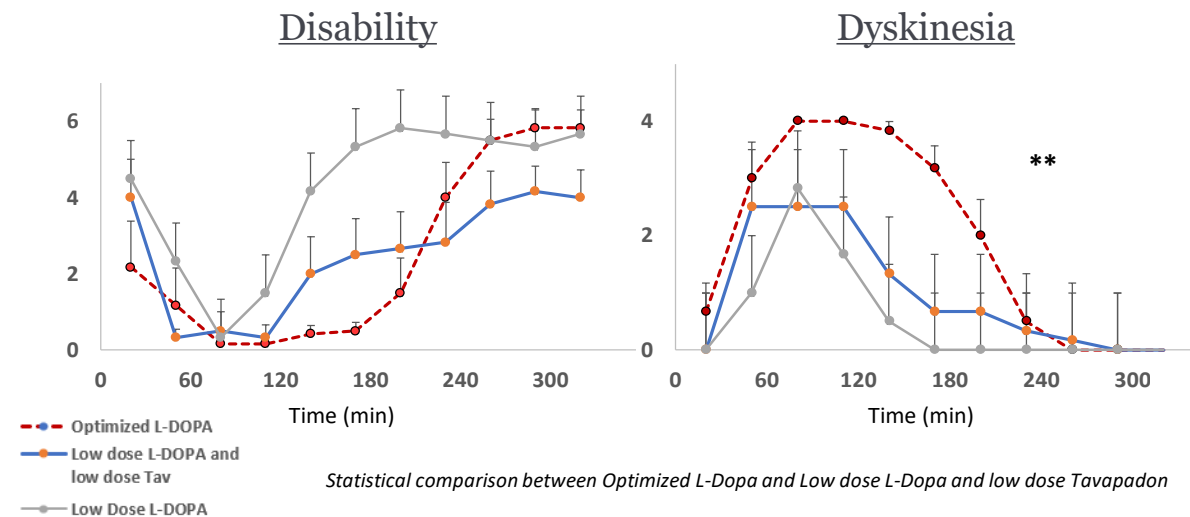 Disability
Dyskinesia
6
4
2
0
0 60 120 180 240 300
Time (min)
4
2
0
**
0 60 120 180 240 300
Time (min)
Optimized L-DOPA
Low dose L-DOPA and
low dose Tav
Low Dose L-DOPA
Statistical comparison between Optimized L-Dopa and Low dose L-Dopa and low dose Tavapadon